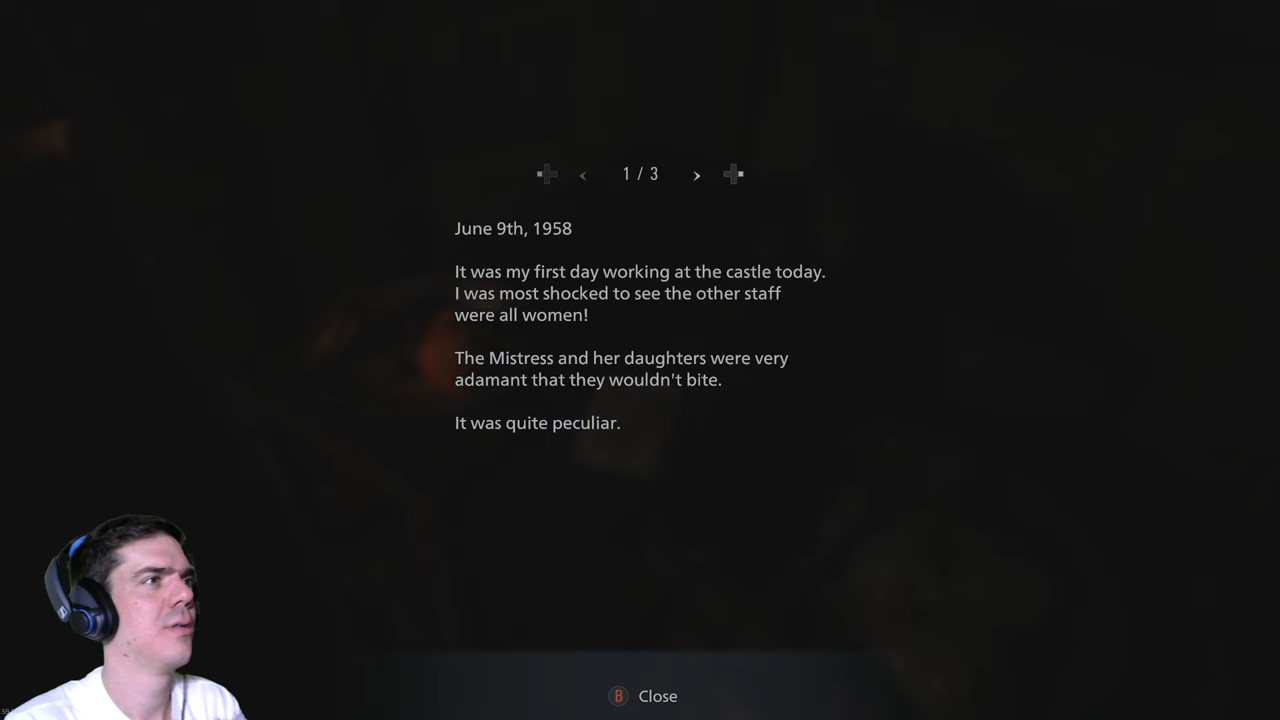 1 / 3
June 9th, 1958
It was my first day working at the castle today.
I was most shocked to see the other staff
were all women!
The Mistress and her daughters were very
adamant that they wouldn't bite.
It was quite peculiar.
B Close